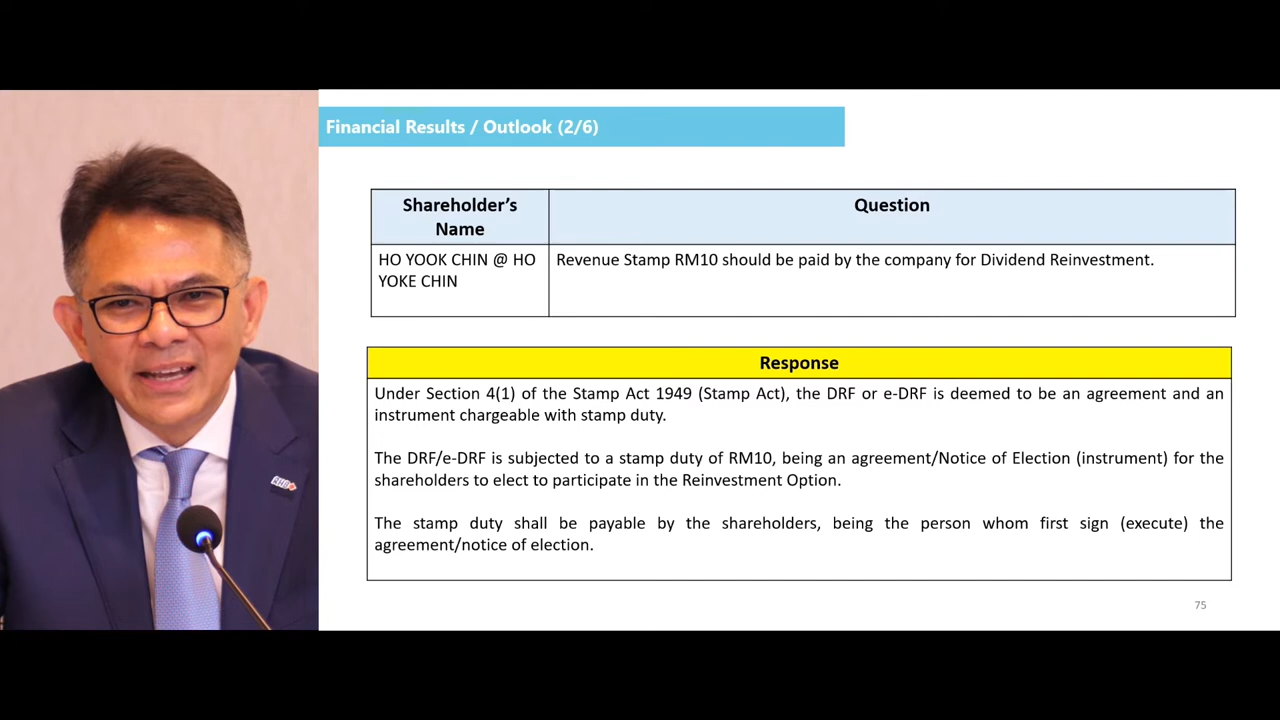 Financial Results / Outlook (2/6)
Shareholder's
Name
Question
HO YOOK CHIN @ HO
YOKE CHIN
Revenue Stamp RM10 should be paid by the company for Dividend Reinvestment.
Response
Under Section 4(1) of the Stamp Act 1949 (Stamp Act), the DRF or e-DRF is deemed to be an agreement and an
instrument chargeable with stamp duty.
The DRF/e-DRF is subjected to a stamp duty of RM10, being an agreement/Notice of Election (instrument) for the
shareholders to elect to participate in the Reinvestment Option.
The stamp duty shall be payable by the shareholders, being the person whom first sign (execute) the
agreement/notice of election.
75
RHB